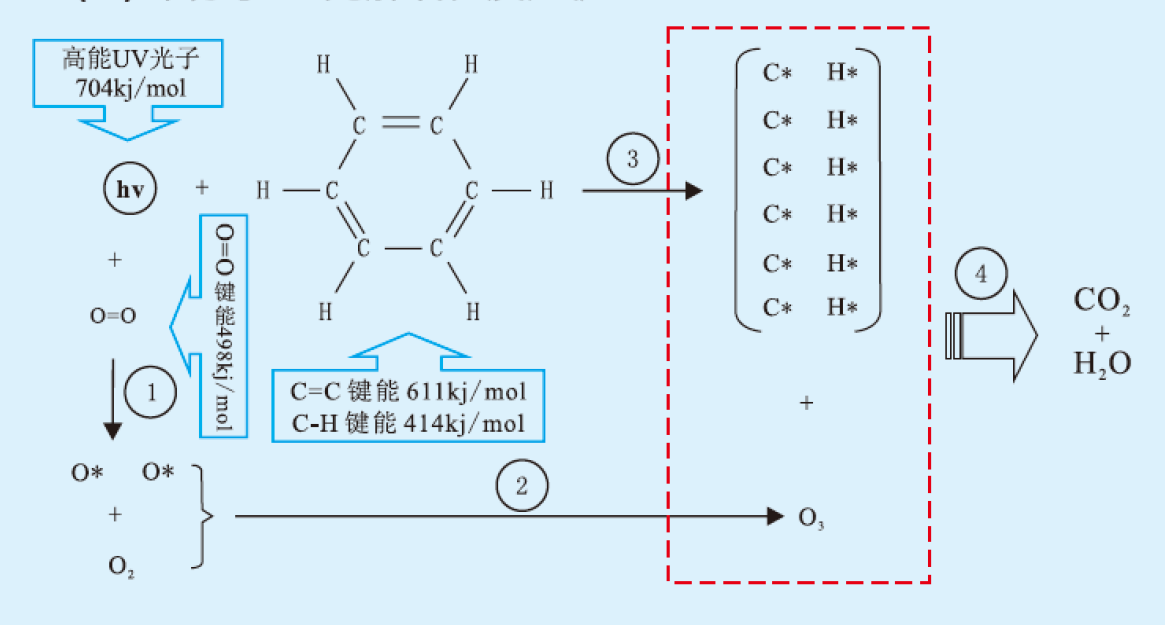 高能UV光子
704kj/mol
hv
+
O=O
+
O=O 键能498kj/mol
1
O* O*
+
O₂
H H
C C
H C C H
C C
H H
C=C 键能 611kj/mol
C-H 键能 414kj/mol
2
3
C* H*
C* H*
C* H*
C* H*
C* H*
C* H*
+
O₃
4
CO₂
+
H₂O